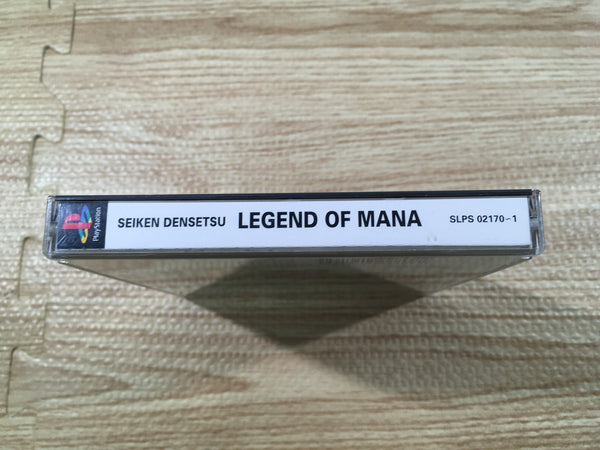 PlayStation
SEIKEN DENSETSU LEGEND OF MANA SLPS 02170~1